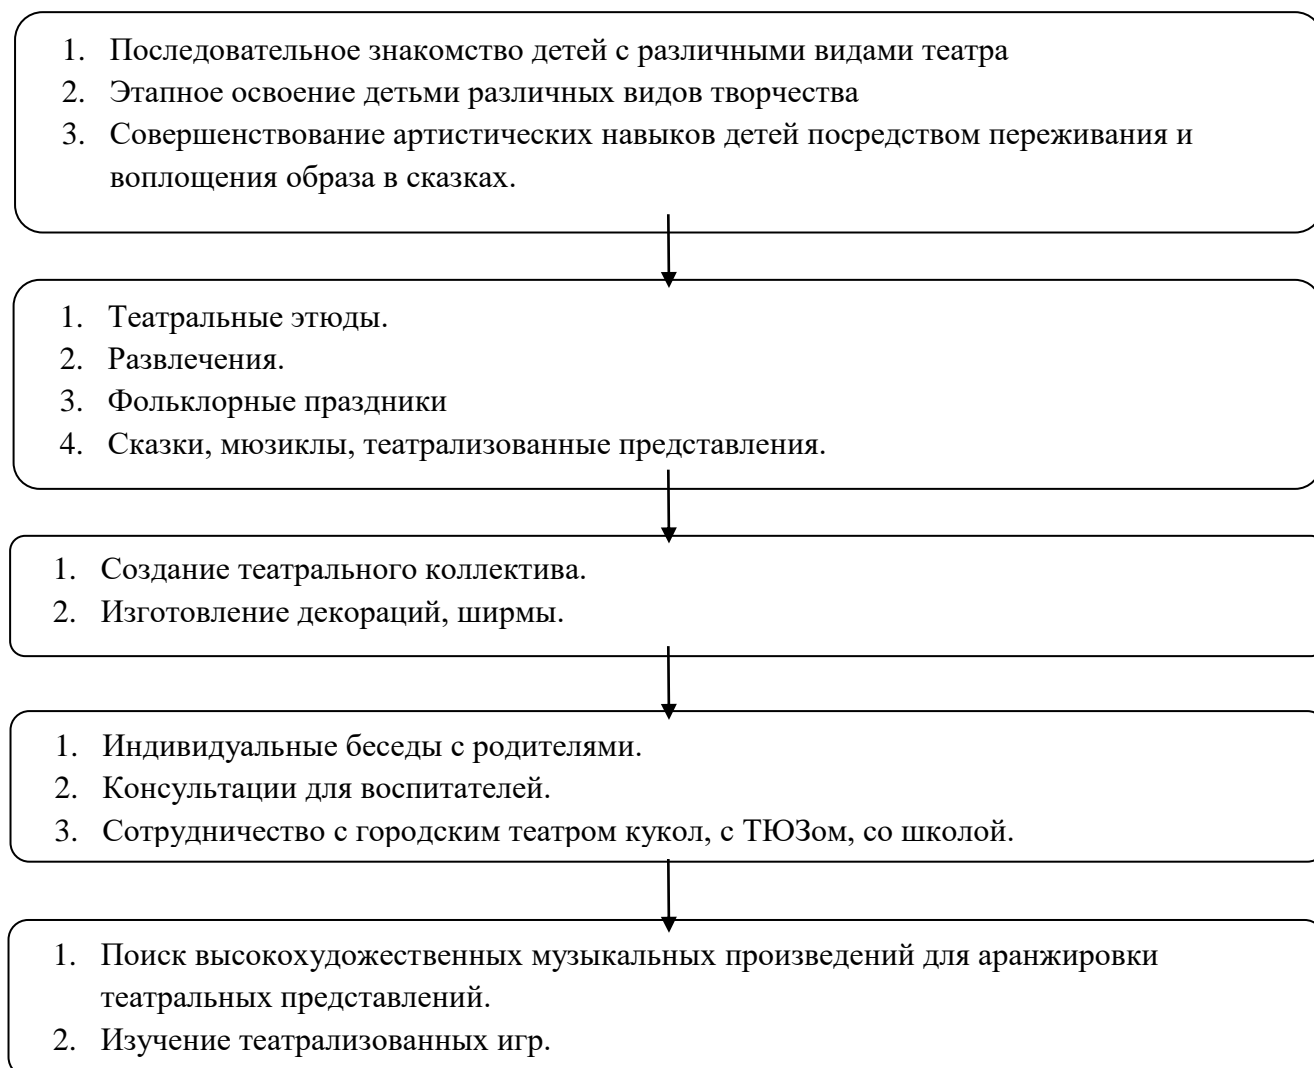 1. Последовательное знакомство детей с различными видами театра
2. Этапное освоение детьми различных видов творчества
3. Совершенствование артистических навыков детей посредством переживания и
воплощения образа в сказках.
1. Театральные этюды.
2. Развлечения.
3. Фольклорные праздники
4. Сказки, мюзиклы, театрализованные представления.
1. Создание театрального коллектива.
2. Изготовление декораций, ширмы.
1. Индивидуальные беседы с родителями.
2. Консультации для воспитателей.
3. Сотрудничество с городским театром кукол, с ТЮЗом, со школой.
1. Поиск высокохудожественных музыкальных произведений для аранжировки
театральных представлений.
2. Изучение театрализованных игр.